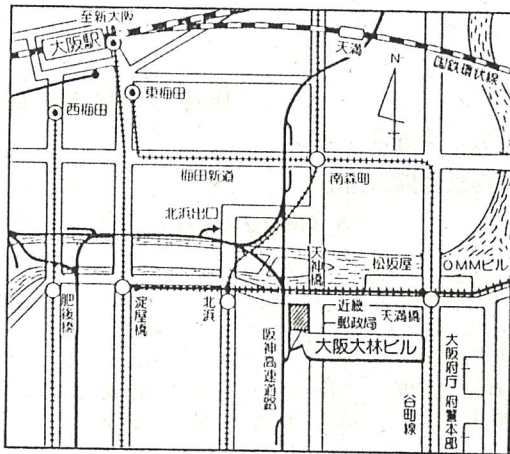 至新大阪
大阪駅
天満
国鉄環状線
N
東梅田
西梅田
梅田新道
南森町
北浜出口
天神橋
松坂屋
OMMビル
肥後橋
淀屋橋
北浜
阪神高速道路
近畿
郵政局
天満橋
大阪大林ビル
谷町線
大阪府庁
府警本部